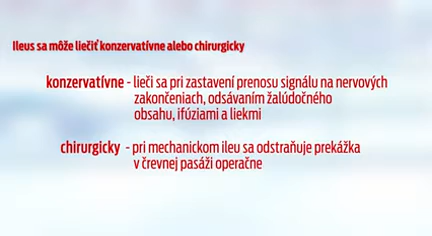 Ileus sa môže liečiť konzervatívne alebo chirurgicky
konzervatívne - lieči sa pri zastavení prenosu signálu na nervových
zakončeniach, odsávaním žalúdočného
obsahu, ifúziami a liekmi
chirurgicky - pri mechanickom ileu sa odstraňuje prekážka
v črevnej pasáži operačne